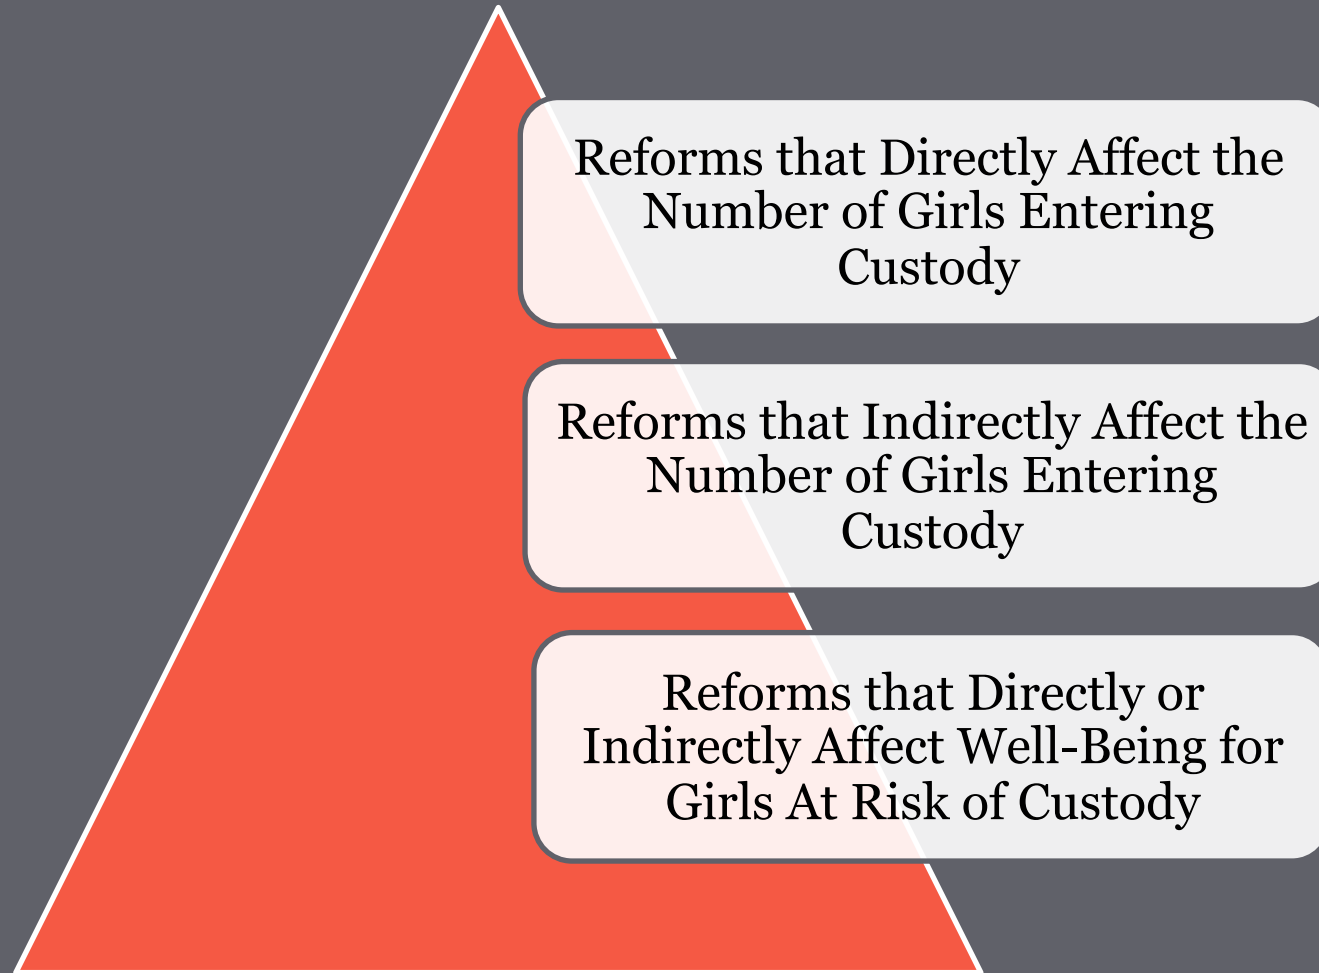 Reforms that Directly Affect the
Number of Girls Entering
Custody
Reforms that Indirectly Affect the
Number of Girls Entering
Custody
Reforms that Directly or
Indirectly Affect Well-Being for
Girls At Risk of Custody